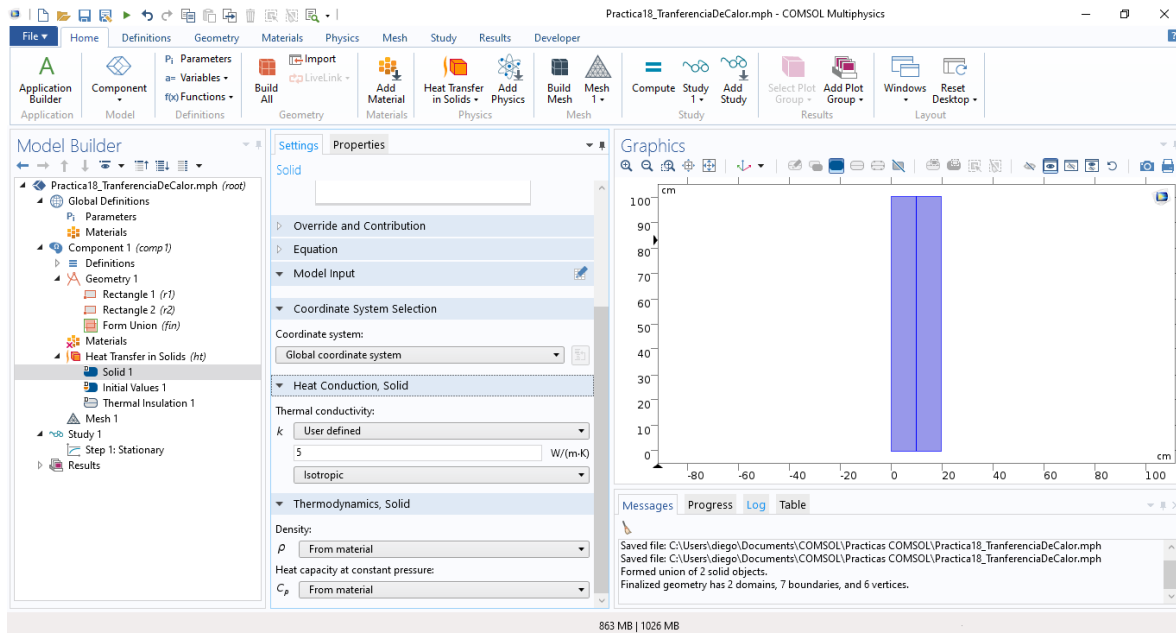 Practica18_TranferenciaDeCalor.mph - COMSOL Multiphysics
File Home Definitions Geometry Materials Physics Mesh Study Results Developer
Application Builder
Component
Pi Parameters
a= Variables
f(x) Functions
Build All
Import
LiveLink
Add Material
Heat Transfer in Solids
Add Physics
Build Mesh
Mesh 1
Compute
Study 1
Add Study
Select Plot Group
Add Plot Group
Windows
Reset Desktop
Application Model Definitions Geometry Materials Physics Mesh Study Results Layout
Model Builder
Practica18_TranferenciaDeCalor.mph (root)
Global Definitions
Pi Parameters
Materials
Component 1 (comp1)
Definitions
Geometry 1
Rectangle 1 (r1)
Rectangle 2 (r2)
Form Union (fin)
Materials
Heat Transfer in Solids (ht)
Solid 1
Initial Values 1
Thermal Insulation 1
Mesh 1
Study 1
Step 1: Stationary
Results
Settings Properties
Solid
Override and Contribution
Equation
Model Input
Coordinate System Selection
Coordinate system:
Global coordinate system
Heat Conduction, Solid
Thermal conductivity:
k User defined
5 W/(m·K)
Isotropic
Thermodynamics, Solid
Density:
ρ From material
Heat capacity at constant pressure:
Cp From material
Graphics
cm
100
90
80
70
60
50
40
30
20
10
0
cm
-80 -60 -40 -20 0 20 40 60 80 100
Messages Progress Log Table
Saved file: C:\Users\diego\Documents\COMSOL\Practicas COMSOL\Practica18_TranferenciaDeCalor.mph
Saved file: C:\Users\diego\Documents\COMSOL\Practicas COMSOL\Practica18_TranferenciaDeCalor.mph
Formed union of 2 solid objects.
Finalized geometry has 2 domains, 7 boundaries, and 6 vertices.
863 MB | 1026 MB